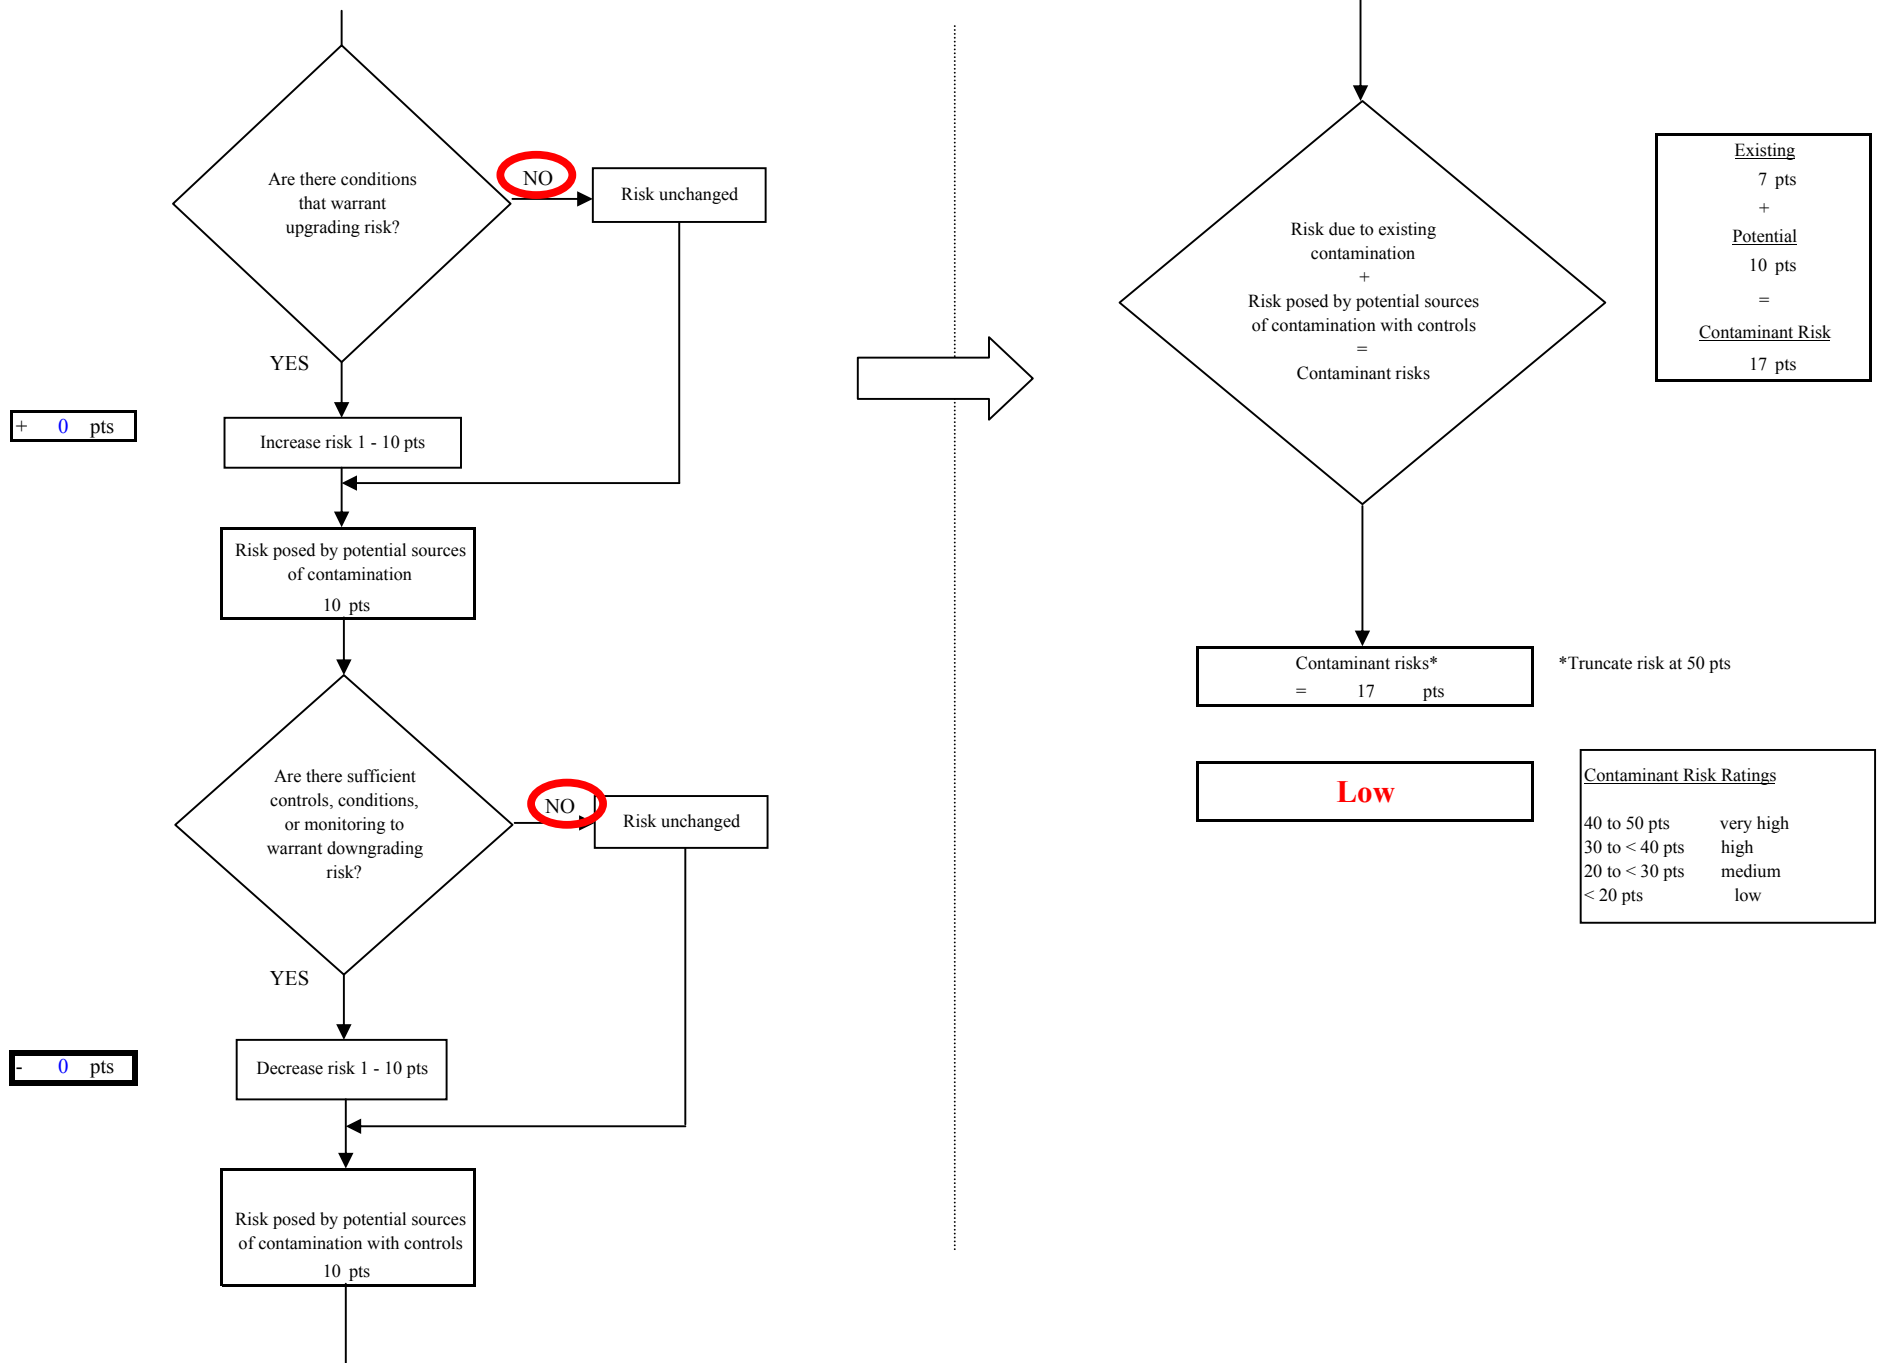 Are there conditions
that warrant
upgrading risk?
NO
Risk unchanged
YES
+ 0 pts
Increase risk 1 - 10 pts
Risk posed by potential sources
of contamination
10 pts
Are there sufficient
controls, conditions,
or monitoring to
warrant downgrading
risk?
NO
Risk unchanged
YES
- 0 pts
Decrease risk 1 - 10 pts
Risk posed by potential sources
of contamination with controls
10 pts
Risk due to existing
contamination
+
Risk posed by potential sources
of contamination with controls
=
Contaminant risks
Existing
7 pts
+
Potential
10 pts
=
Contaminant Risk
17 pts
Contaminant risks*
= 17 pts
*Truncate risk at 50 pts
Low
Contaminant Risk Ratings
40 to 50 pts very high
30 to < 40 pts high
20 to < 30 pts medium
< 20 pts low